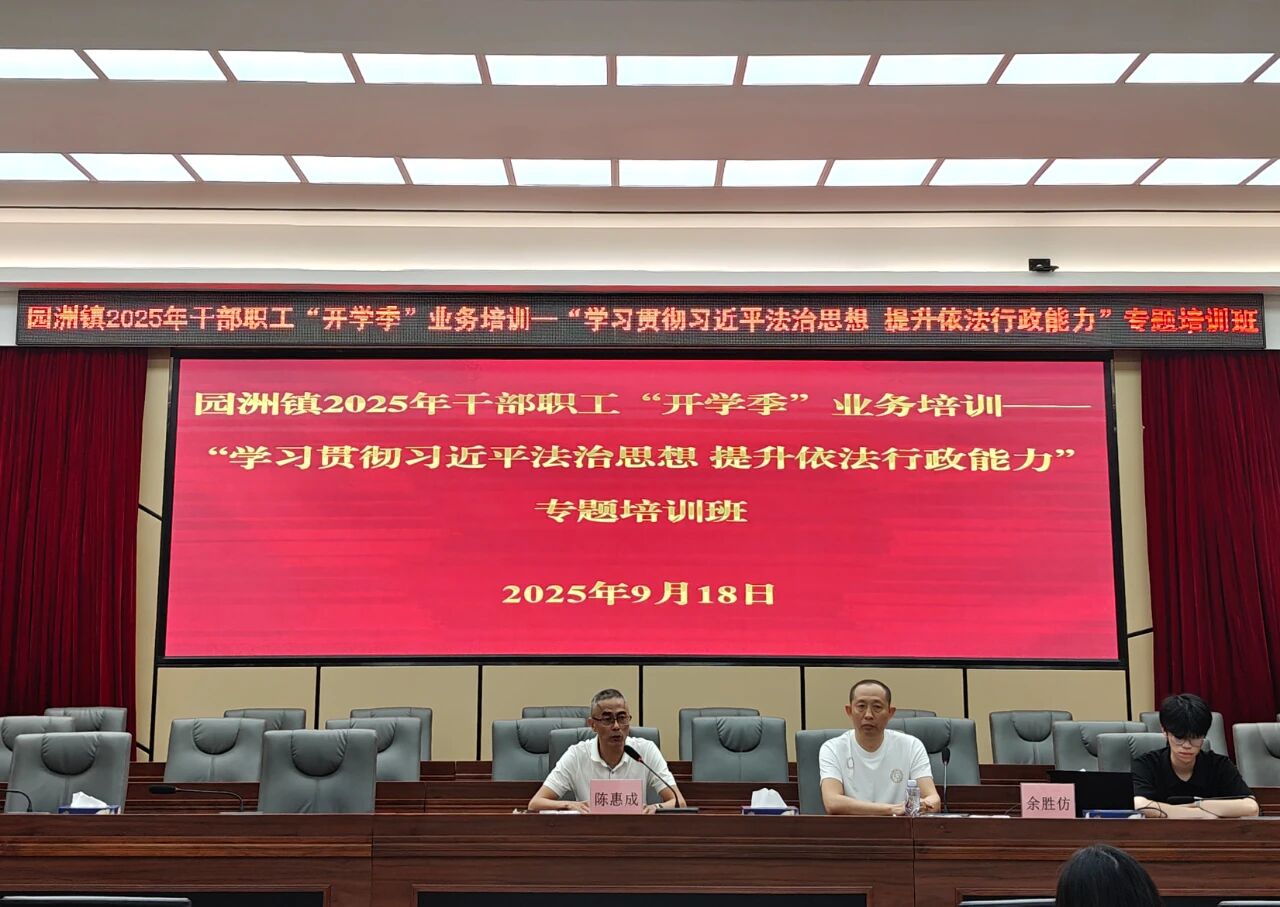 园洲镇2025年干部职工“开学季”业务培训—“学习贯彻习近平法治思想 提升依法行政能力”专题培训班
园洲镇2025年干部职工“开学季”业务培训——
“学习贯彻习近平法治思想 提升依法行政能力”
专题培训班
2025年9月18日
陈惠成
余胜仿